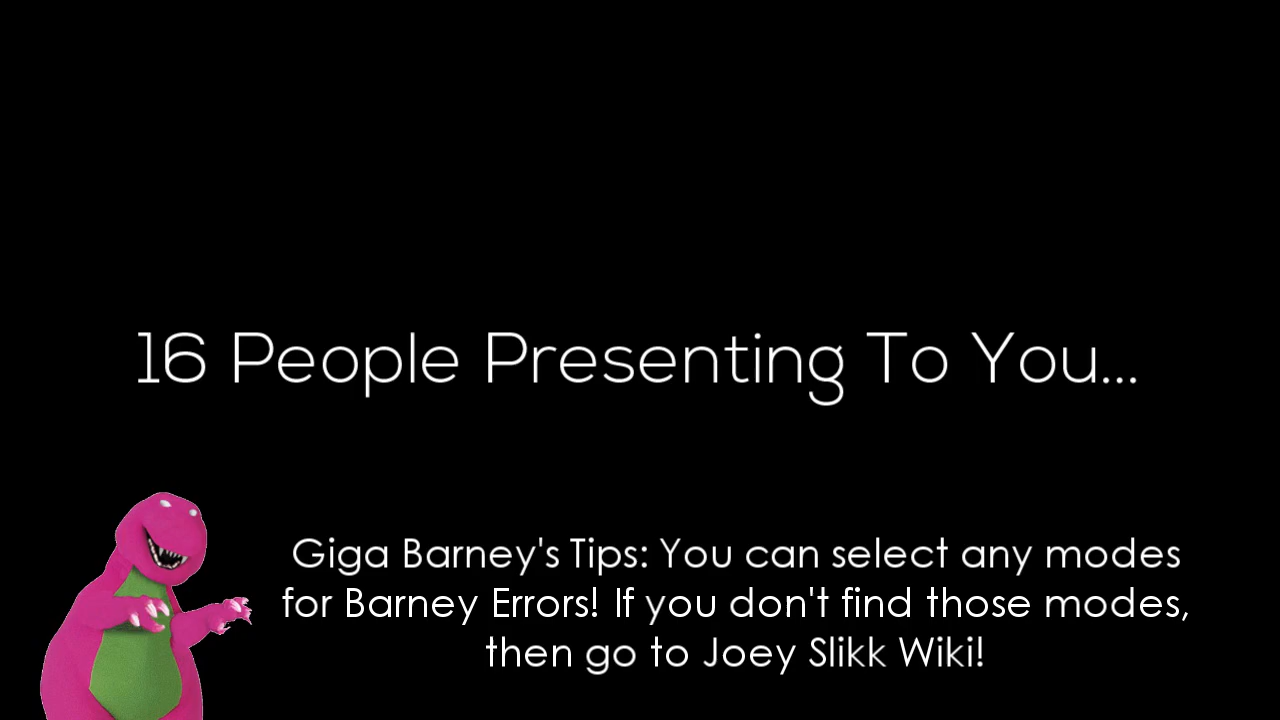 16 People Presenting To You...
Giga Barney's Tips: You can select any modes
for Barney Errors! If you don't find those modes,
then go to Joey Slikk Wiki!